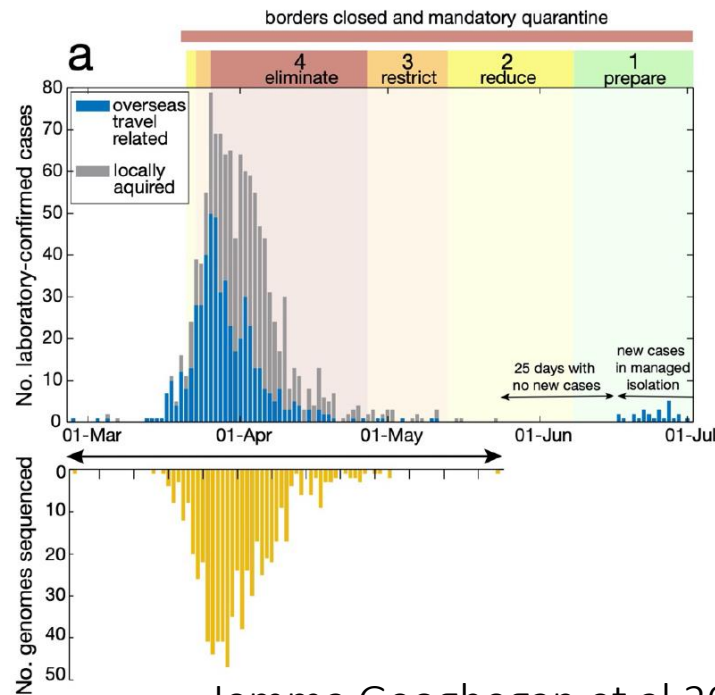 borders closed and mandatory quarantine
a
4 3 2 1
eliminate restrict reduce prepare
No. laboratory-confirmed cases
80
70
60
50
40
30
20
10
0
overseas
travel
related
locally
aquired
25 days with
no new cases
new cases
in managed
isolation
01-Mar 01-Apr 01-May 01-Jun 01-Jul
No. genomes sequenced
0
10
20
30
40
50